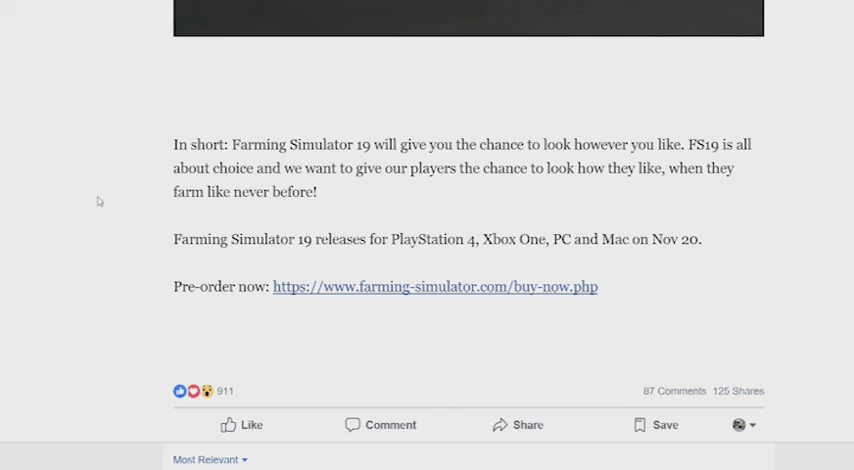 In short: Farming Simulator 19 will give you the chance to look however you like. FS19 is all
about choice and we want to give our players the chance to look how they like, when they
farm like never before!
Farming Simulator 19 releases for PlayStation 4, Xbox One, PC and Mac on Nov 20.
Pre-order now: https://www.farming-simulator.com/buy-now.php
911 87 Comments 125 Shares
Like Comment Share Save
Most Relevant